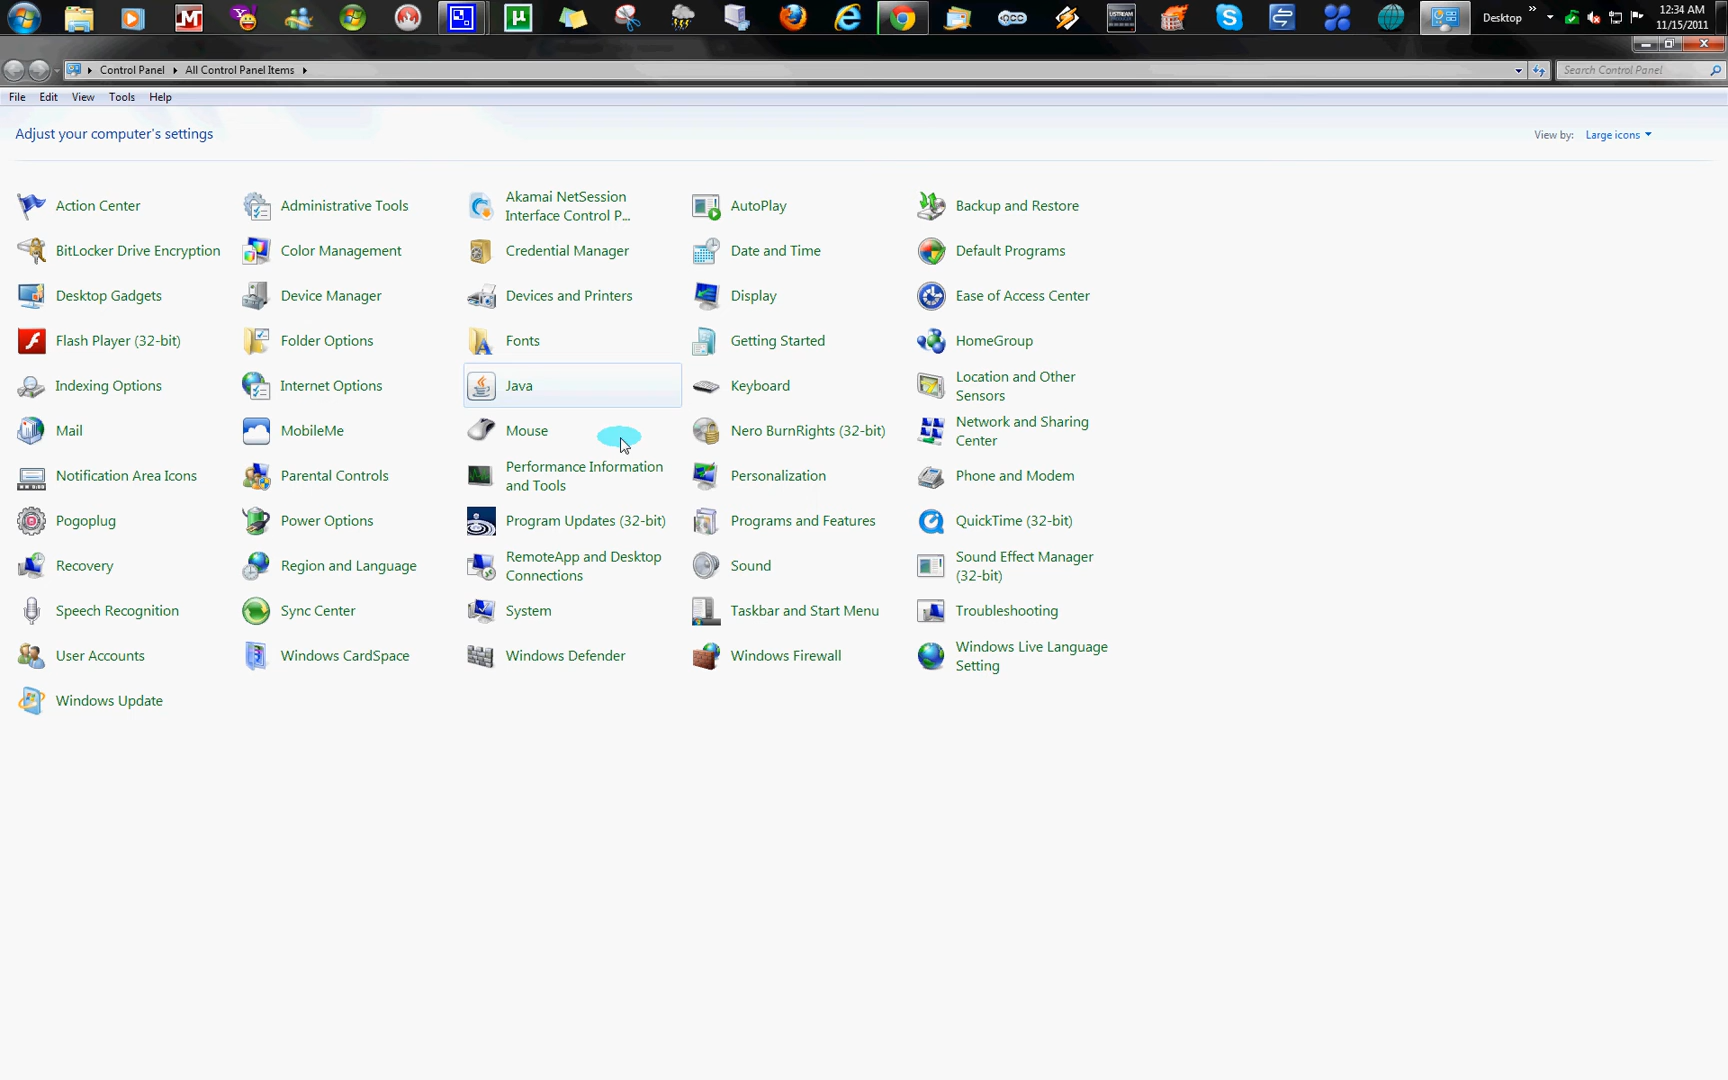 Desktop »
12:34 AM
11/15/2011
Control Panel
All Control Panel Items
Search Control Panel
File Edit View Tools Help
Adjust your computer's settings
View by: Large icons
Action Center
Administrative Tools
Akamai NetSession
Interface Control P...
AutoPlay
Backup and Restore
BitLocker Drive Encryption
Color Management
Credential Manager
Date and Time
Default Programs
Desktop Gadgets
Device Manager
Devices and Printers
Display
Ease of Access Center
Flash Player (32-bit)
Folder Options
Fonts
Getting Started
HomeGroup
Indexing Options
Internet Options
Java
Keyboard
Location and Other
Sensors
Mail
MobileMe
Mouse
Nero BurnRights (32-bit)
Network and Sharing
Center
Notification Area Icons
Parental Controls
Performance Information
and Tools
Personalization
Phone and Modem
Pogoplug
Power Options
Program Updates (32-bit)
Programs and Features
QuickTime (32-bit)
Recovery
Region and Language
RemoteApp and Desktop
Connections
Sound
Sound Effect Manager
(32-bit)
Speech Recognition
Sync Center
System
Taskbar and Start Menu
Troubleshooting
User Accounts
Windows CardSpace
Windows Defender
Windows Firewall
Windows Live Language
Setting
Windows Update